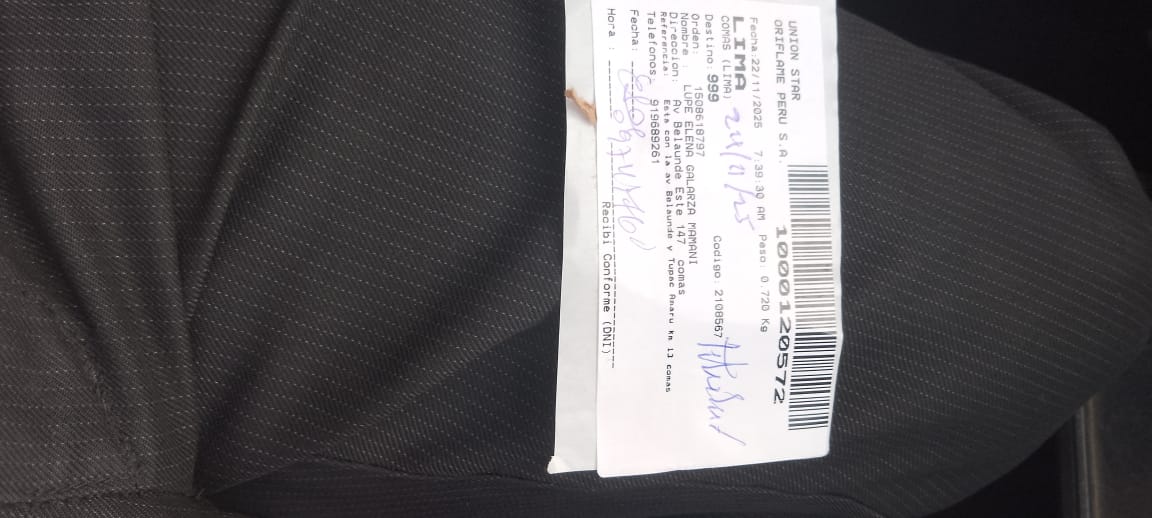 UNION STAR
ORIFLAME PERU S.A.
1000120572
Fecha:22/11/2025 7:39:30 AM Peso: 0.720 Kg
LIMA
COMAS (LIMA)
Destino: 999 Codigo: 2108567
Orden: 1508618797
Nombre : LUPE ELENA GALARZA MAMANI
Direccion: Av Belaunde Este 147 comas
Referencia: Esta con la av Belaunde y Tupac Amaru km 13 comas
Telefonos: 919689261
Fecha:
Hora :
Recibi Conforme (DNI)